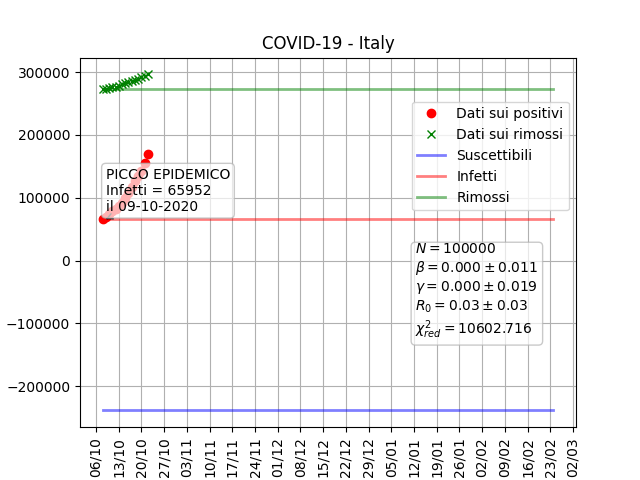 COVID-19 - Italy
300000
200000
100000
0
−100000
−200000
Dati sui positivi
Dati sui rimossi
Suscettibili
Infetti
Rimossi
PICCO EPIDEMICO
Infetti = 65952
il 09-10-2020
N = 100000
β = 0.000 ± 0.011
γ = 0.000 ± 0.019
R₀ = 0.03 ± 0.03
χ²red = 10602.716
06/10
13/10
20/10
27/10
03/11
10/11
17/11
24/11
01/12
08/12
15/12
22/12
29/12
05/01
12/01
19/01
26/01
02/02
09/02
16/02
23/02
02/03